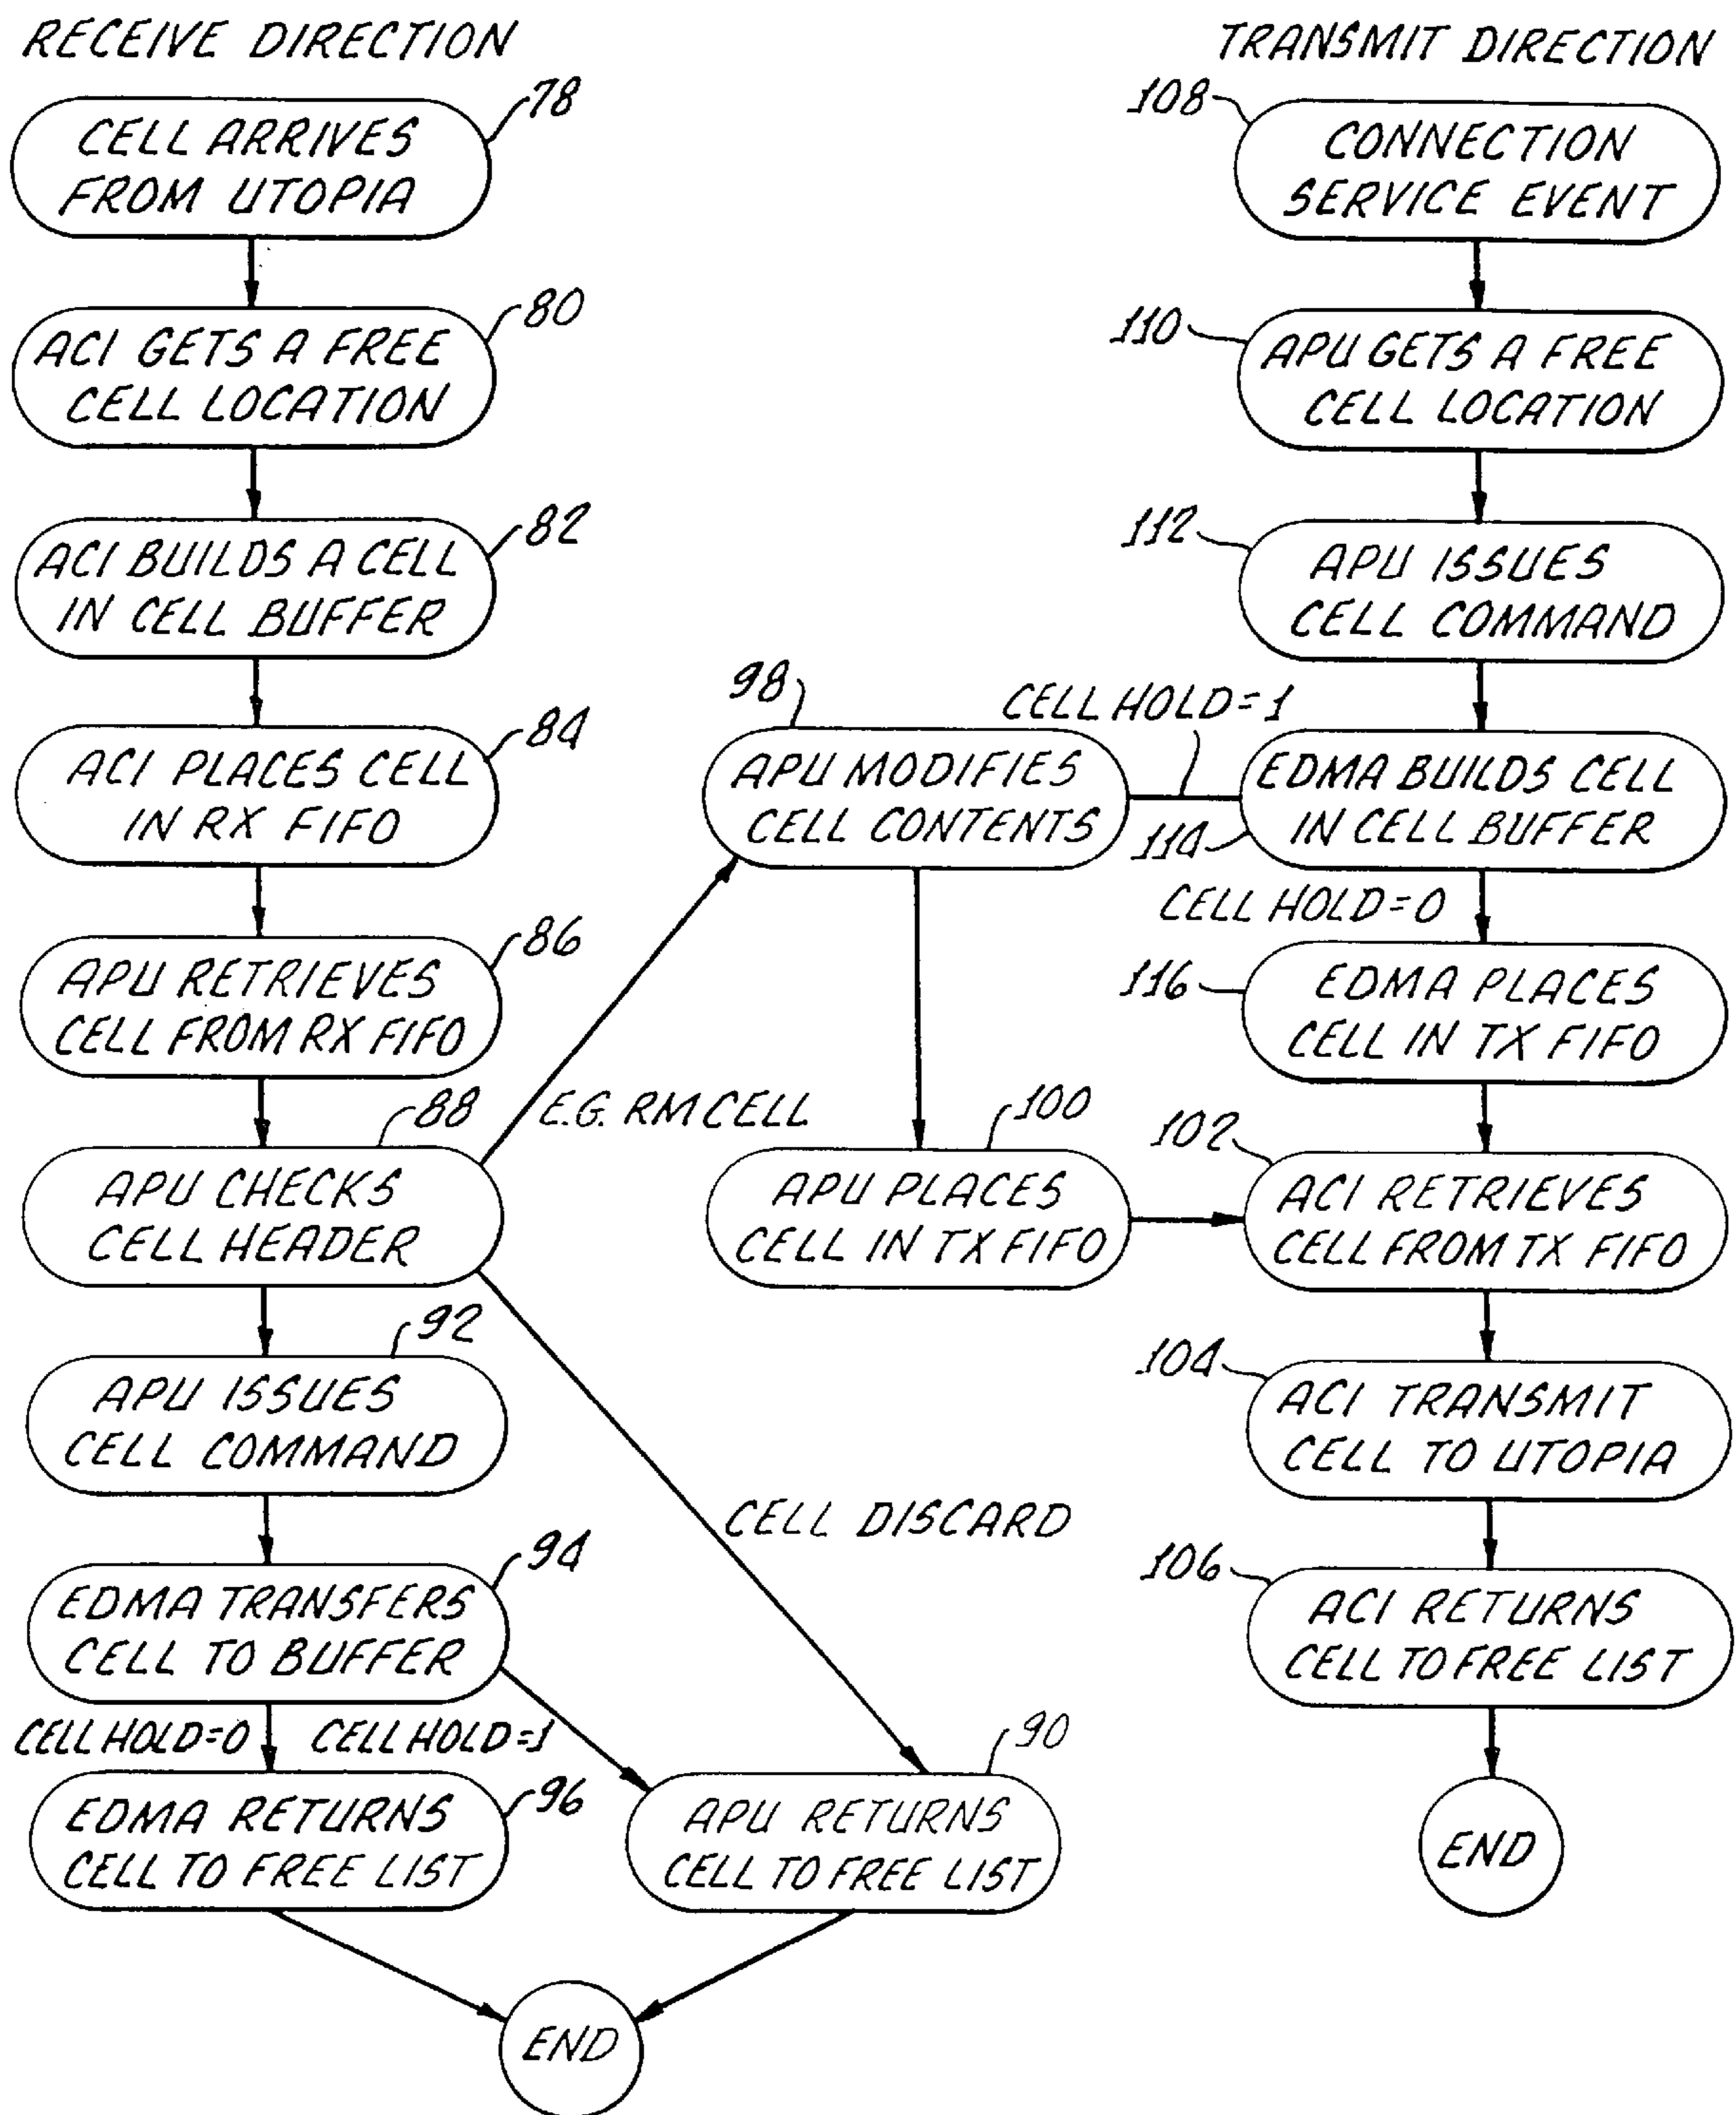 RECEIVE DIRECTION
78
CELL ARRIVES
FROM UTOPIA
80
ACI GETS A FREE
CELL LOCATION
82
ACI BUILDS A CELL
IN CELL BUFFER
84
ACI PLACES CELL
IN RX FIFO
86
APU RETRIEVES
CELL FROM RX FIFO
88
APU CHECKS
CELL HEADER
92
APU ISSUES
CELL COMMAND
94
EDMA TRANSFERS
CELL TO BUFFER
CELL HOLD=0
CELL HOLD=1
96
EDMA RETURNS
CELL TO FREE LIST
90
APU RETURNS
CELL TO FREE LIST
END
E.G. RM CELL
CELL DISCARD
98
APU MODIFIES
CELL CONTENTS
100
APU PLACES
CELL IN TX FIFO
TRANSMIT DIRECTION
108
CONNECTION
SERVICE EVENT
110
APU GETS A FREE
CELL LOCATION
112
APU ISSUES
CELL COMMAND
CELL HOLD=1
114
EDMA BUILDS CELL
IN CELL BUFFER
CELL HOLD=0
116
EDMA PLACES
CELL IN TX FIFO
102
ACI RETRIEVES
CELL FROM TX FIFO
104
ACI TRANSMIT
CELL TO UTOPIA
106
ACI RETURNS
CELL TO FREE LIST
END